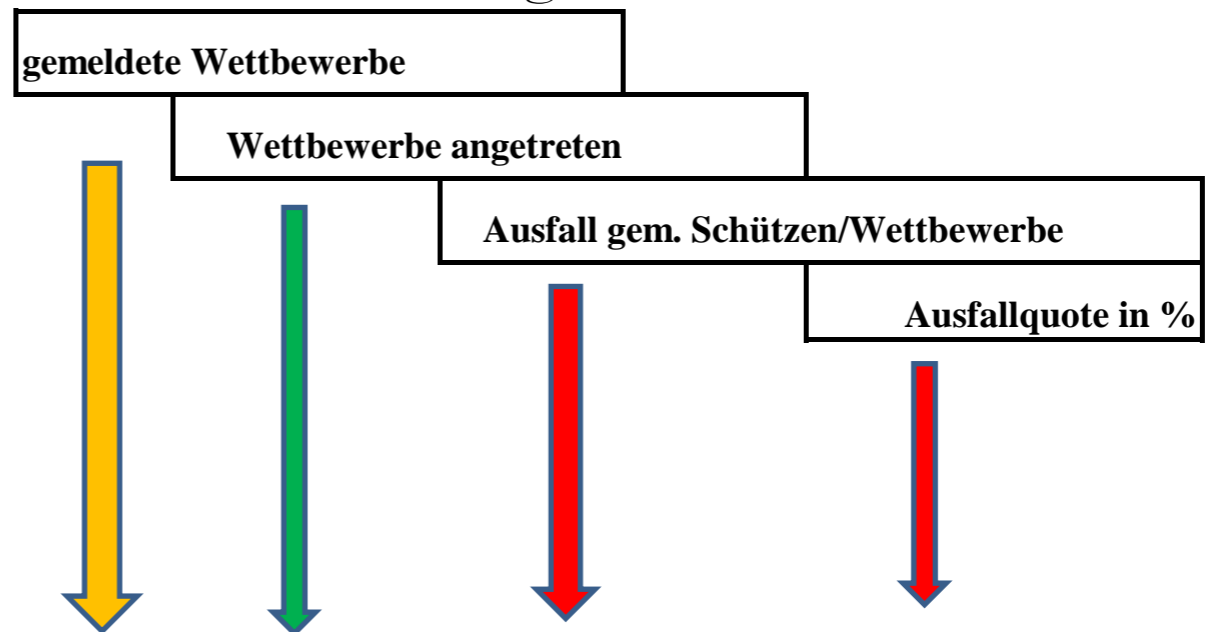 gemeldete Wettbewerbe
Wettbewerbe angetreten
Ausfall gem. Schützen/Wettbewerbe
Ausfallquote in %